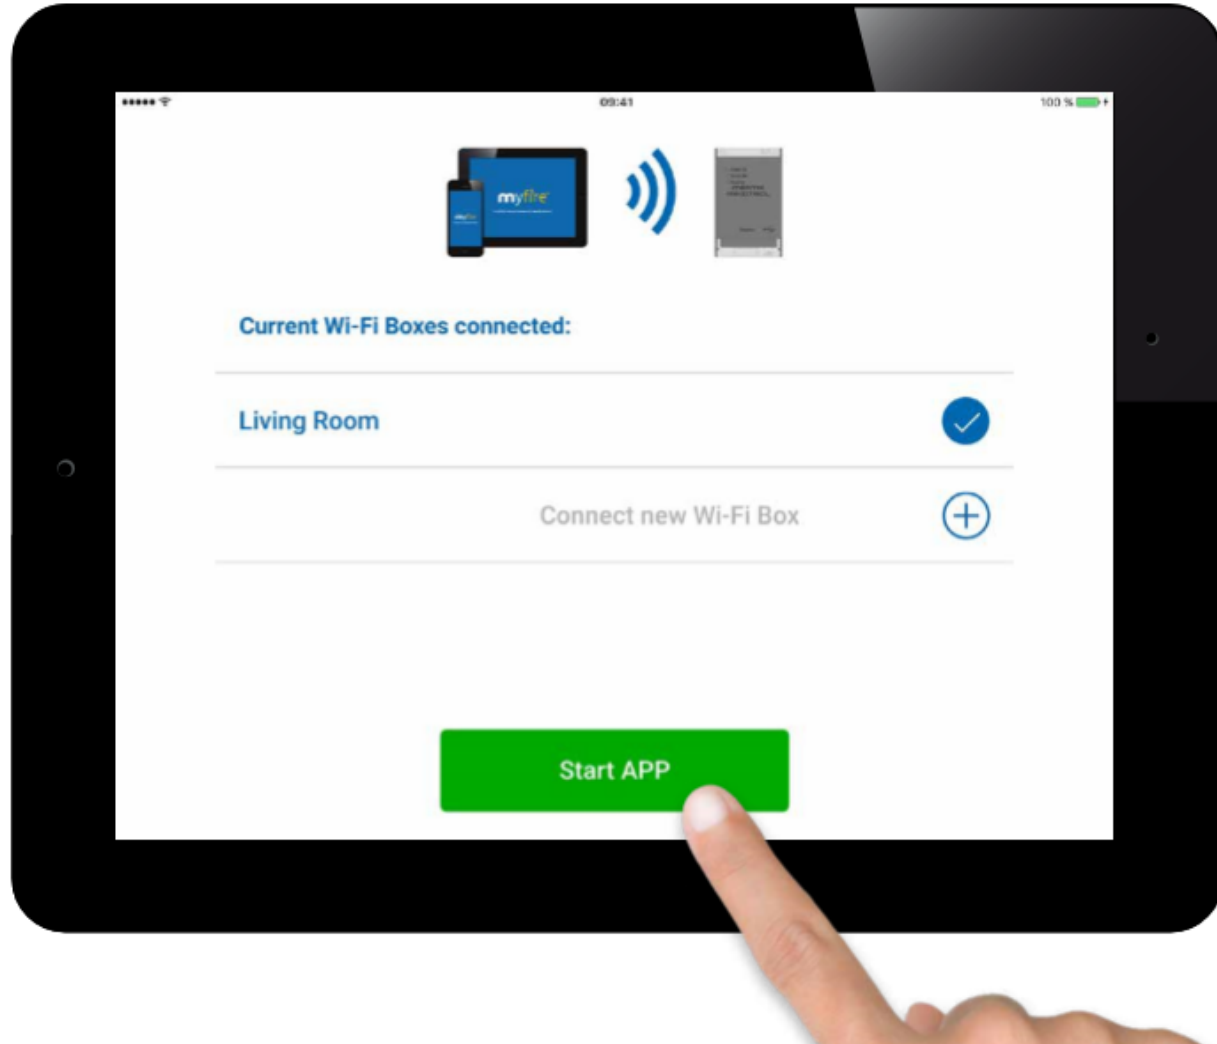 09:41
100 %
myfire
Current Wi-Fi Boxes connected:
Living Room
Connect new Wi-Fi Box
Start APP